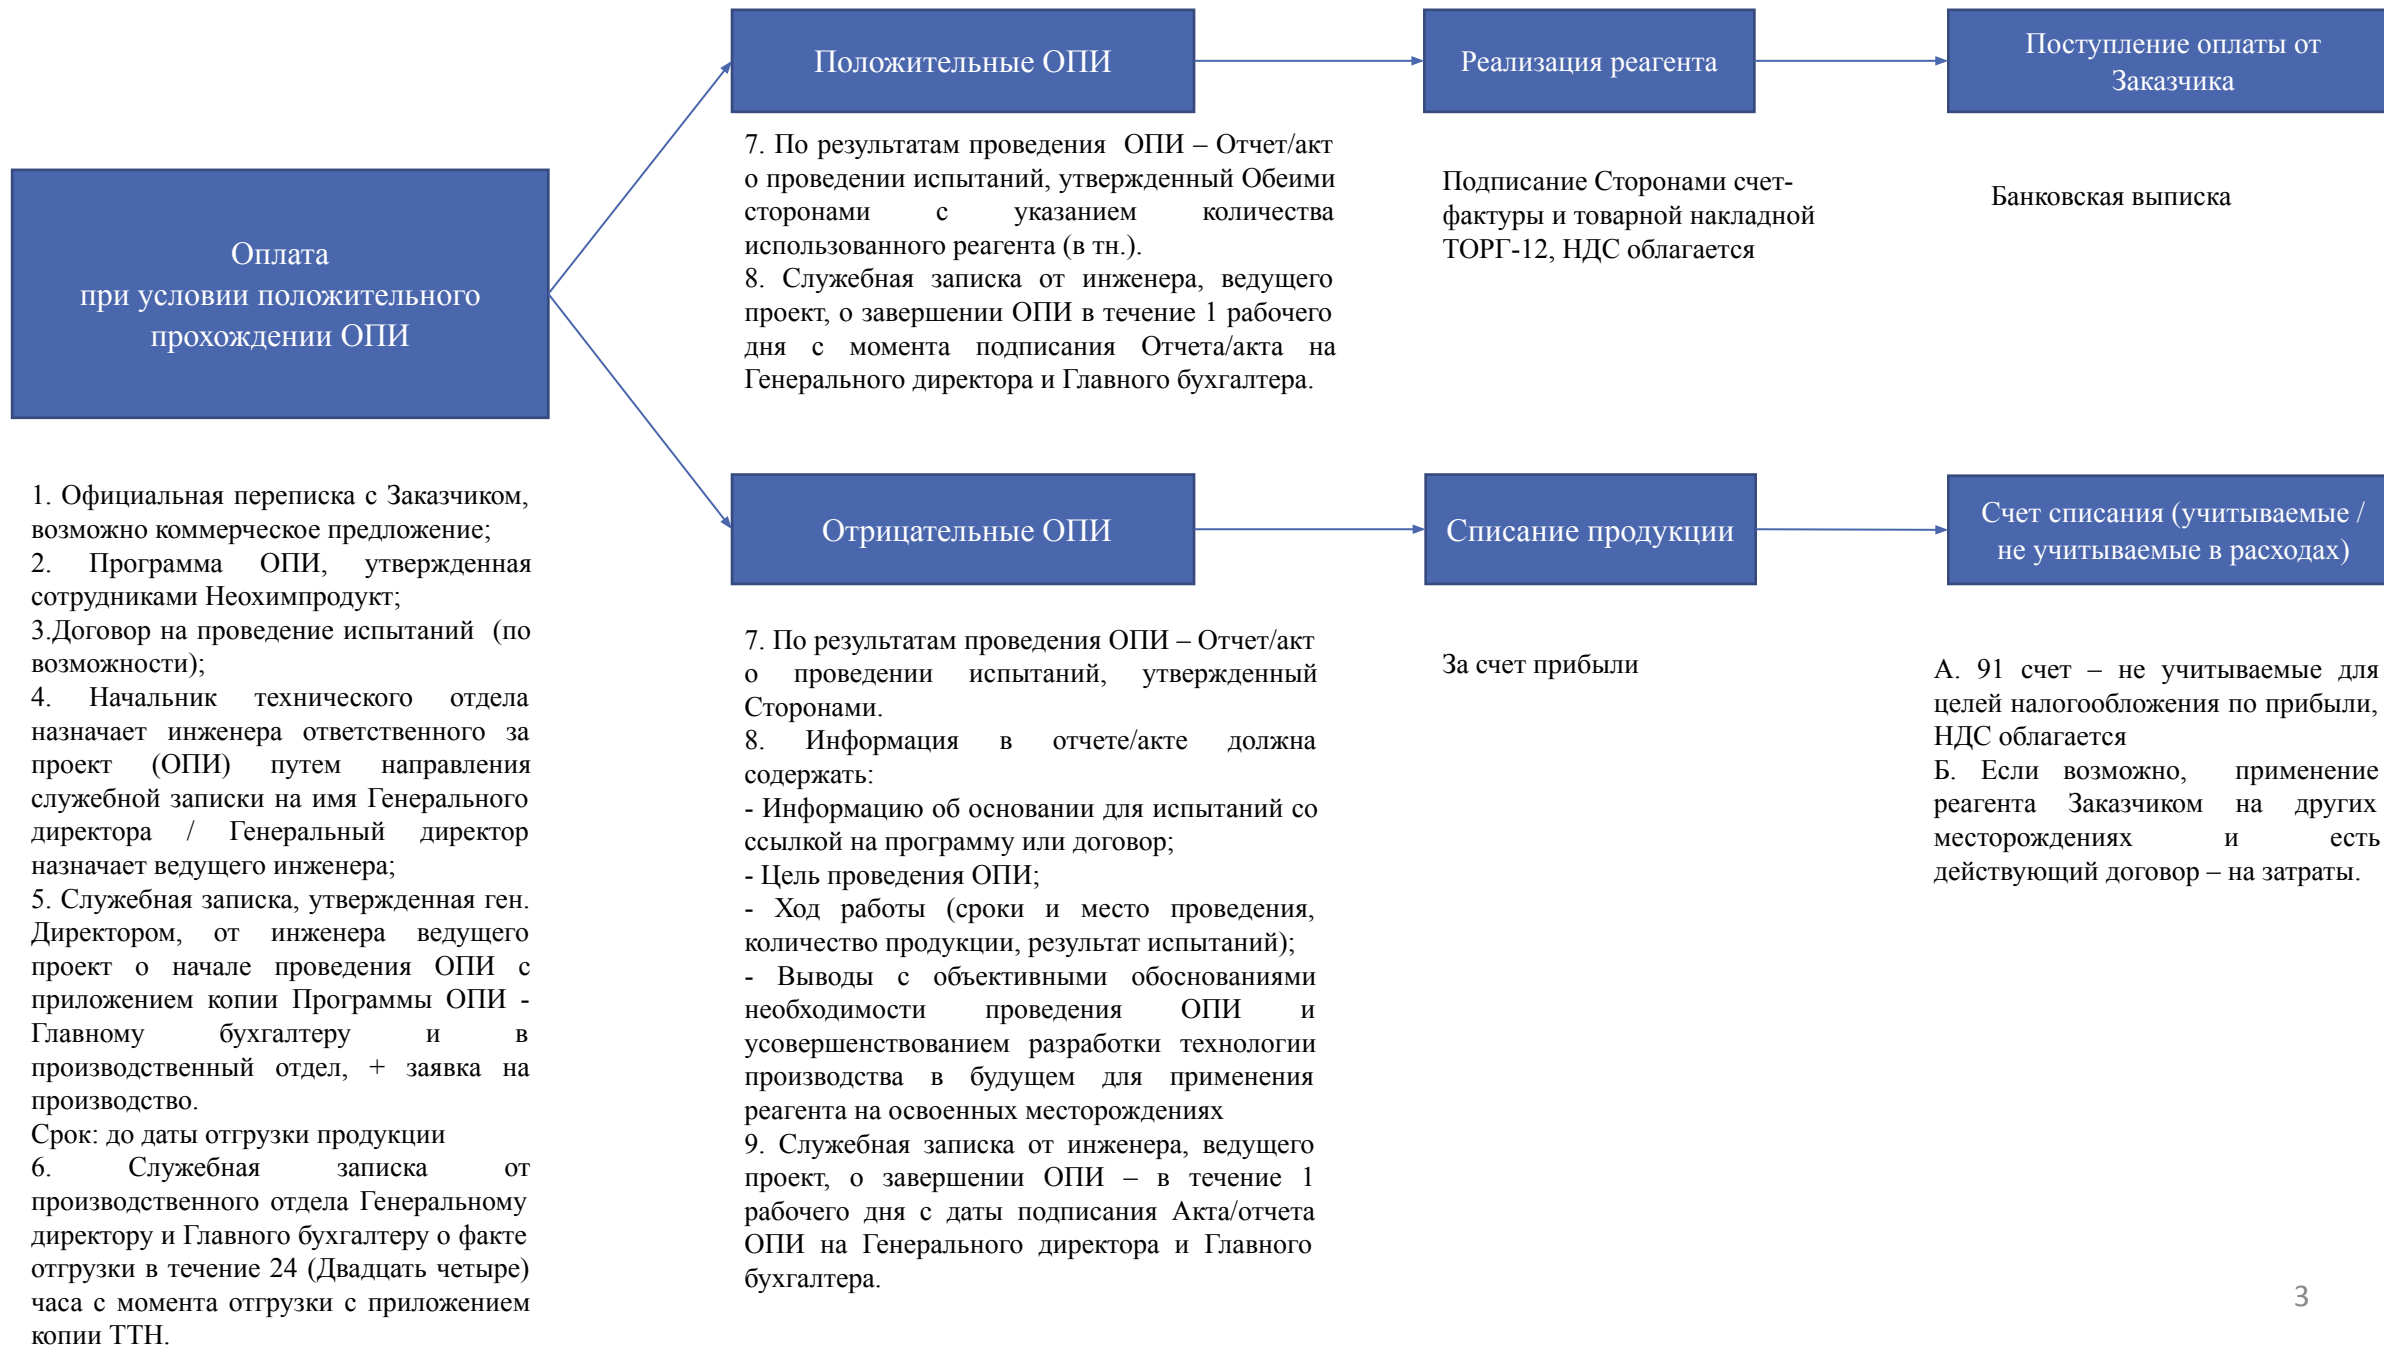 Оплата
при условии положительного
прохождении ОПИ
1. Официальная переписка с Заказчиком,
возможно коммерческое предложение;
2. Программа ОПИ, утвержденная
сотрудниками Неохимпродукт;
3.Договор на проведение испытаний (по
возможности);
4. Начальник технического отдела
назначает инженера ответственного за
проект (ОПИ) путем направления
служебной записки на имя Генерального
директора / Генеральный директор
назначает ведущего инженера;
5. Служебная записка, утвержденная ген.
Директором, от инженера ведущего
проект о начале проведения ОПИ с
приложением копии Программы ОПИ -
Главному бухгалтеру и в
производственный отдел, + заявка на
производство.
Срок: до даты отгрузки продукции
6. Служебная записка от
производственного отдела Генеральному
директору и Главного бухгалтеру о факте
отгрузки в течение 24 (Двадцать четыре)
часа с момента отгрузки с приложением
копии ТТН.
Положительные ОПИ
7. По результатам проведения ОПИ – Отчет/акт
о проведении испытаний, утвержденный Обеими
сторонами с указанием количества
использованного реагента (в тн.).
8. Служебная записка от инженера, ведущего
проект, о завершении ОПИ в течение 1 рабочего
дня с момента подписания Отчета/акта на
Генерального директора и Главного бухгалтера.
Реализация реагента
Подписание Сторонами счет-
фактуры и товарной накладной
ТОРГ-12, НДС облагается
Поступление оплаты от
Заказчика
Банковская выписка
Отрицательные ОПИ
7. По результатам проведения ОПИ – Отчет/акт
о проведении испытаний, утвержденный
Сторонами.
8. Информация в отчете/акте должна
содержать:
- Информацию об основании для испытаний со
ссылкой на программу или договор;
- Цель проведения ОПИ;
- Ход работы (сроки и место проведения,
количество продукции, результат испытаний);
- Выводы с объективными обоснованиями
необходимости проведения ОПИ и
усовершенствованием разработки технологии
производства в будущем для применения
реагента на освоенных месторождениях
9. Служебная записка от инженера, ведущего
проект, о завершении ОПИ – в течение 1
рабочего дня с даты подписания Акта/отчета
ОПИ на Генерального директора и Главного
бухгалтера.
Списание продукции
За счет прибыли
Счет списания (учитываемые /
не учитываемые в расходах)
А. 91 счет – не учитываемые для
целей налогообложения по прибыли,
НДС облагается
Б. Если возможно, применение
реагента Заказчиком на других
месторождениях и есть
действующий договор – на затраты.
3